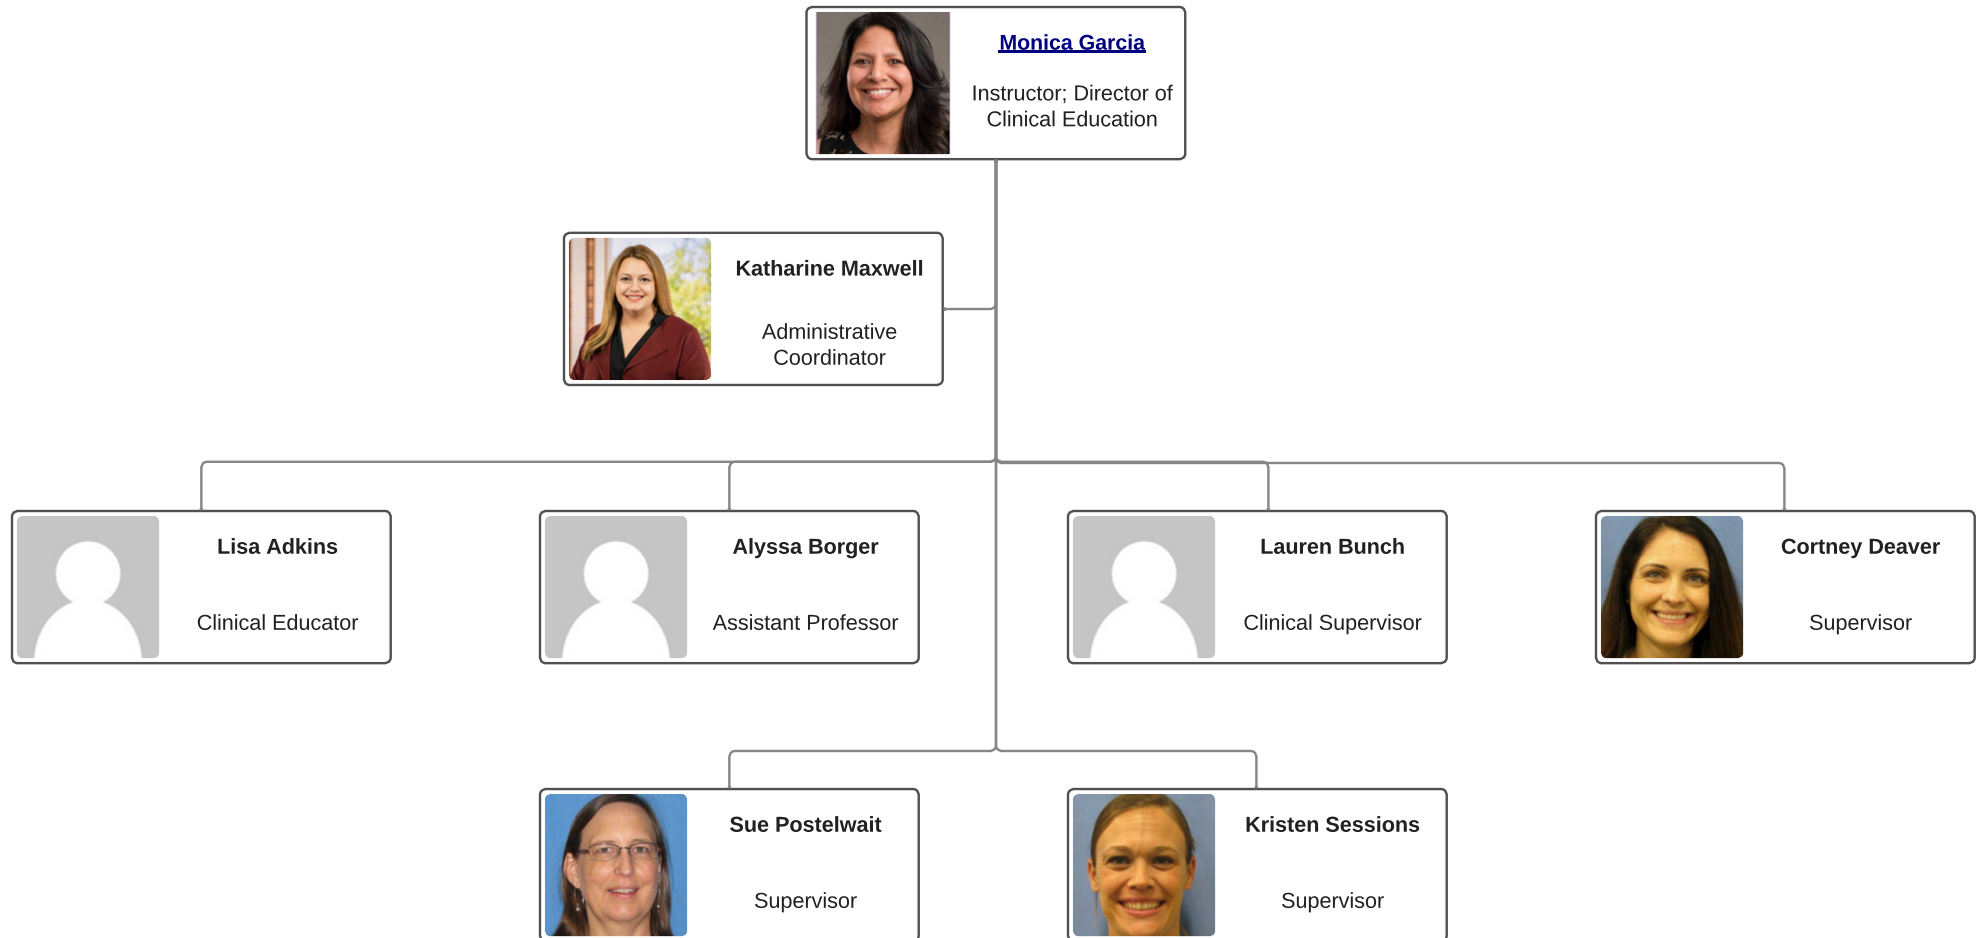 Monica Garcia
Instructor; Director of
Clinical Education
Katharine Maxwell
Administrative
Coordinator
Lisa Adkins
Clinical Educator
Alyssa Borger
Assistant Professor
Lauren Bunch
Clinical Supervisor
Cortney Deaver
Supervisor
Sue Postelwait
Supervisor
Kristen Sessions
Supervisor